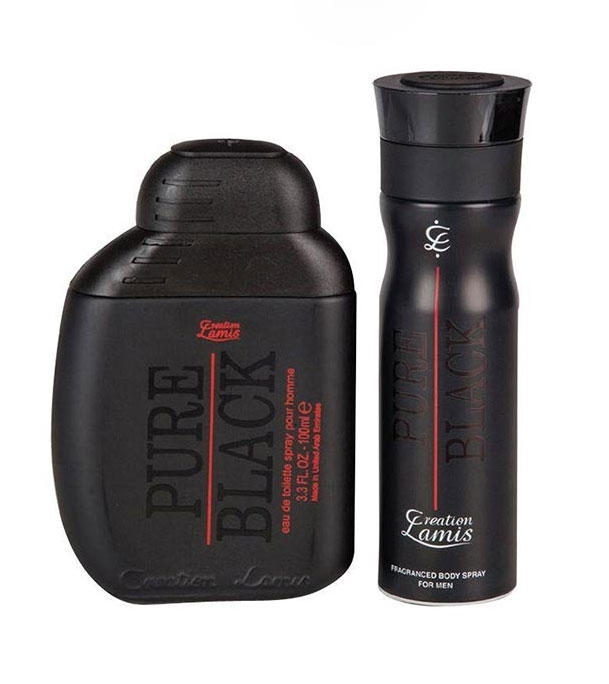 Creation
Lamis
PURE
BLACK
eau de toilette spray pour homme
3.3 FL. OZ. - 100ml e
Made in United Arab Emirates
Creation Lamis
PURE
BLACK
Creation
Lamis
FRAGRANCED BODY SPRAY
FOR MEN